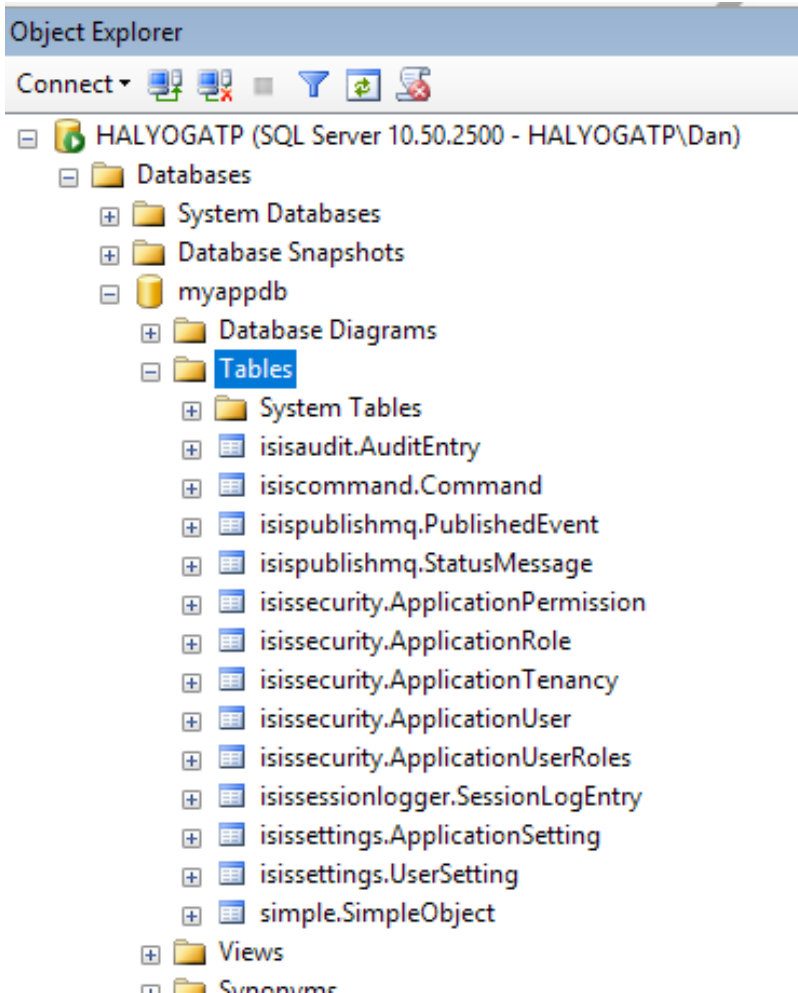 Object Explorer
Connect
HALYOGATP (SQL Server 10.50.2500 - HALYOGATP\Dan)
Databases
System Databases
Database Snapshots
myappdb
Database Diagrams
Tables
System Tables
isisaudit.AuditEntry
isiscommand.Command
isispublishmq.PublishedEvent
isispublishmq.StatusMessage
isissecurity.ApplicationPermission
isissecurity.ApplicationRole
isissecurity.ApplicationTenancy
isissecurity.ApplicationUser
isissecurity.ApplicationUserRoles
isissessionlogger.SessionLogEntry
isissettings.ApplicationSetting
isissettings.UserSetting
simple.SimpleObject
Views
Synonyms